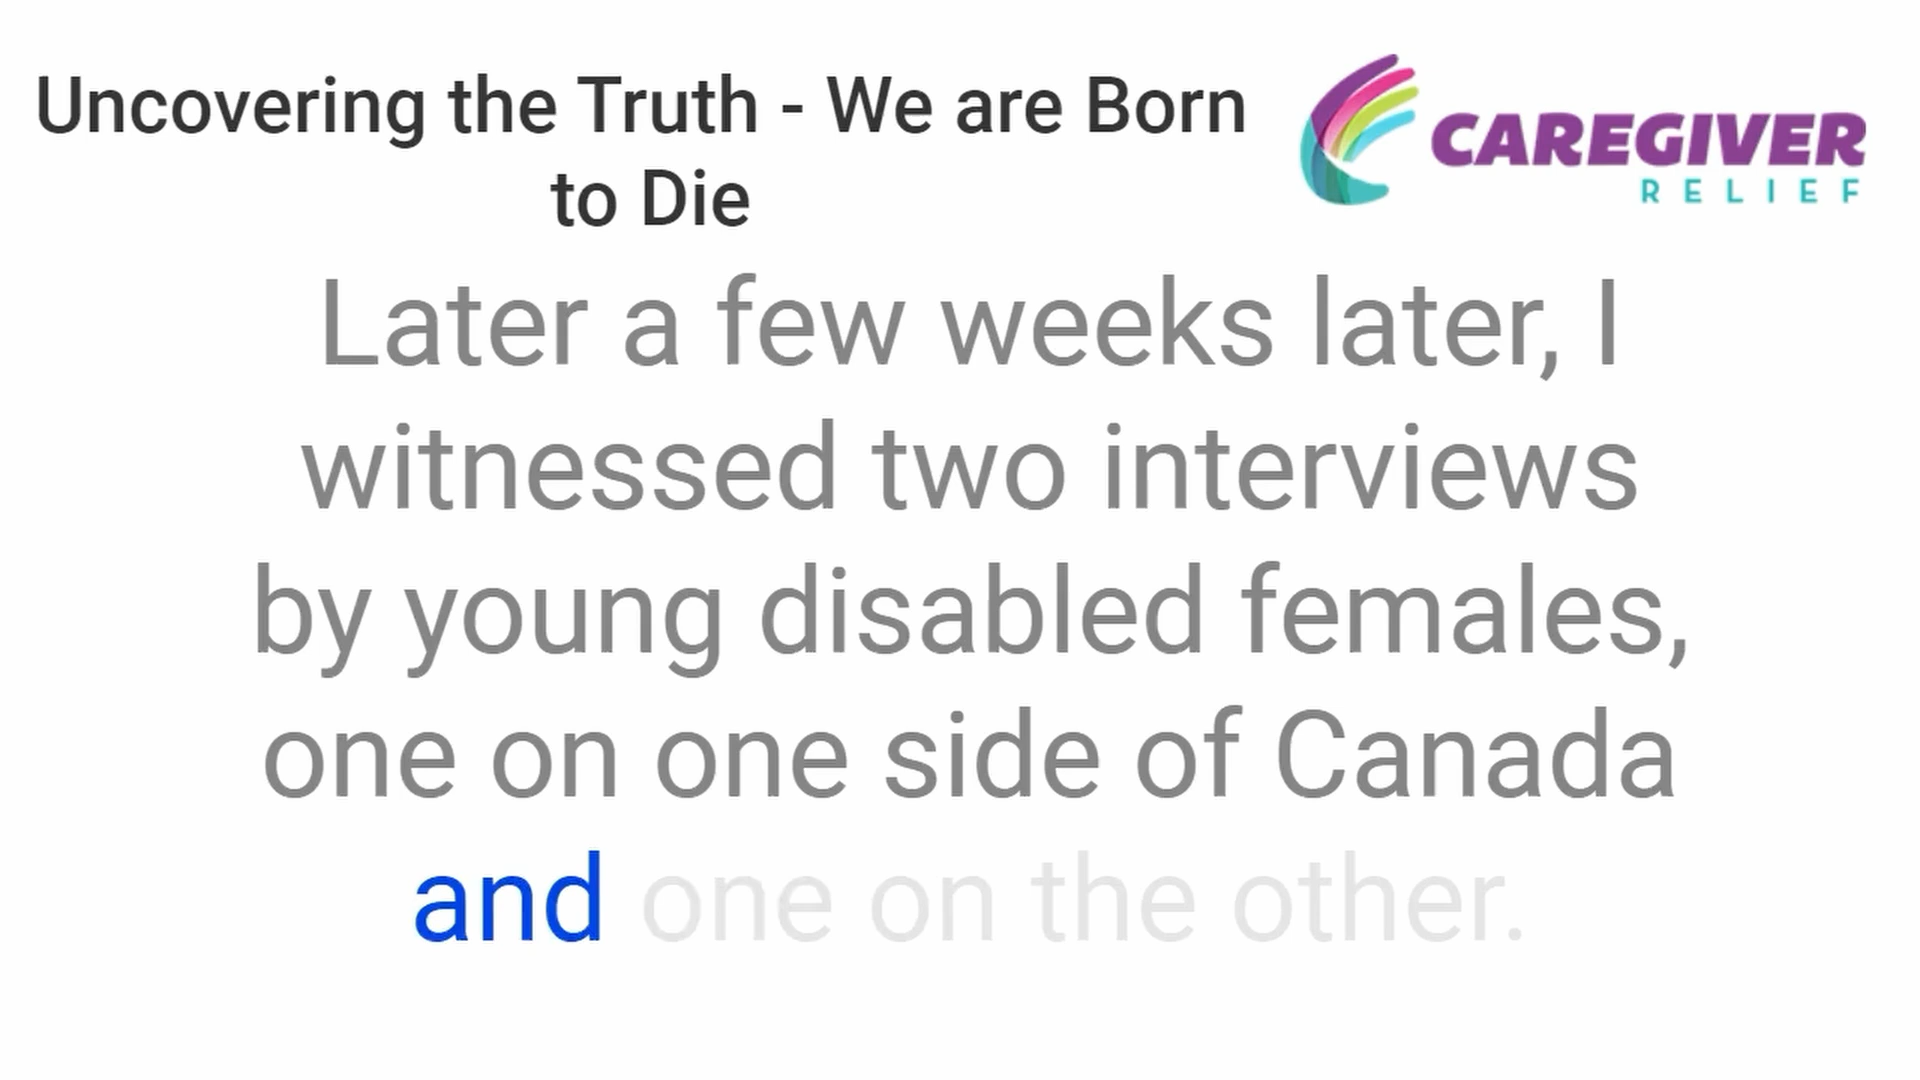 Uncovering the Truth - We are Born
to Die
CAREGIVER
RELIEF
Later a few weeks later, I
witnessed two interviews
by young disabled females,
one on one side of Canada
and one on the other.